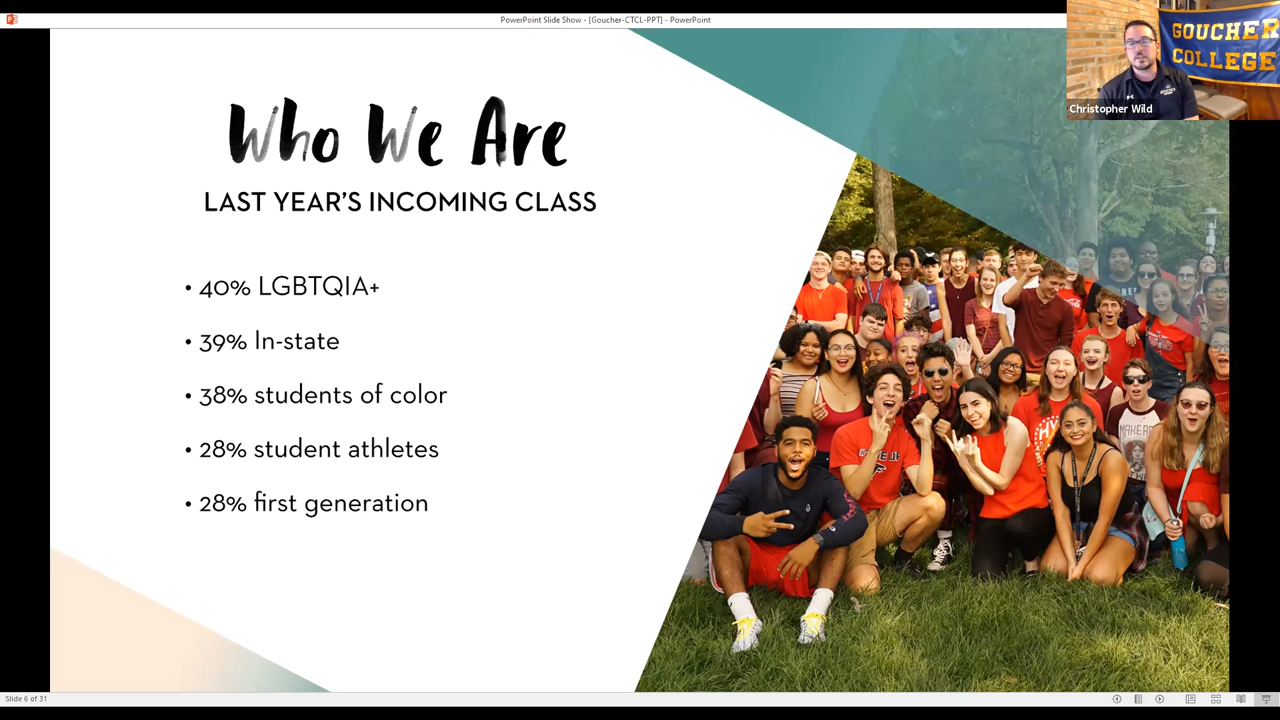 PowerPoint Slide Show - [Goucher-CTCL-PPT] - PowerPoint
GOUCHER
COLLEGE
Christopher Wild
Who We Are
LAST YEAR'S INCOMING CLASS
• 40% LGBTQIA+
• 39% In-state
• 38% students of color
• 28% student athletes
• 28% first generation
Slide 6 of 31